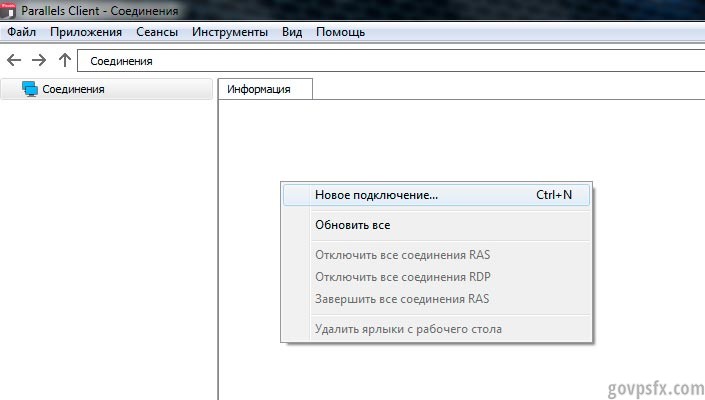 Parallels Client - Соединения
Файл Приложения Сеансы Инструменты Вид Помощь
Соединения
Соединения
Информация
Новое подключение... Ctrl+N
Обновить все
Отключить все соединения RAS
Отключить все соединения RDP
Завершить все соединения RAS
Удалить ярлыки с рабочего стола
govpsfx.com